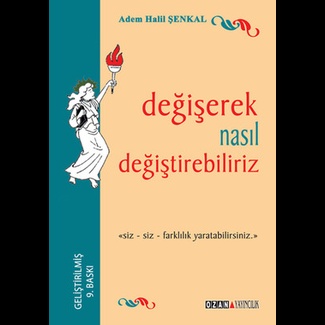 Adem Halil ŞENKAL
değişerek
nasıl
değiştirebiliriz
«siz - siz - farklılık yaratabilirsiniz.»
GELİŞTİRİLMİŞ
9. BASKI
OZAN YAYINCILIK